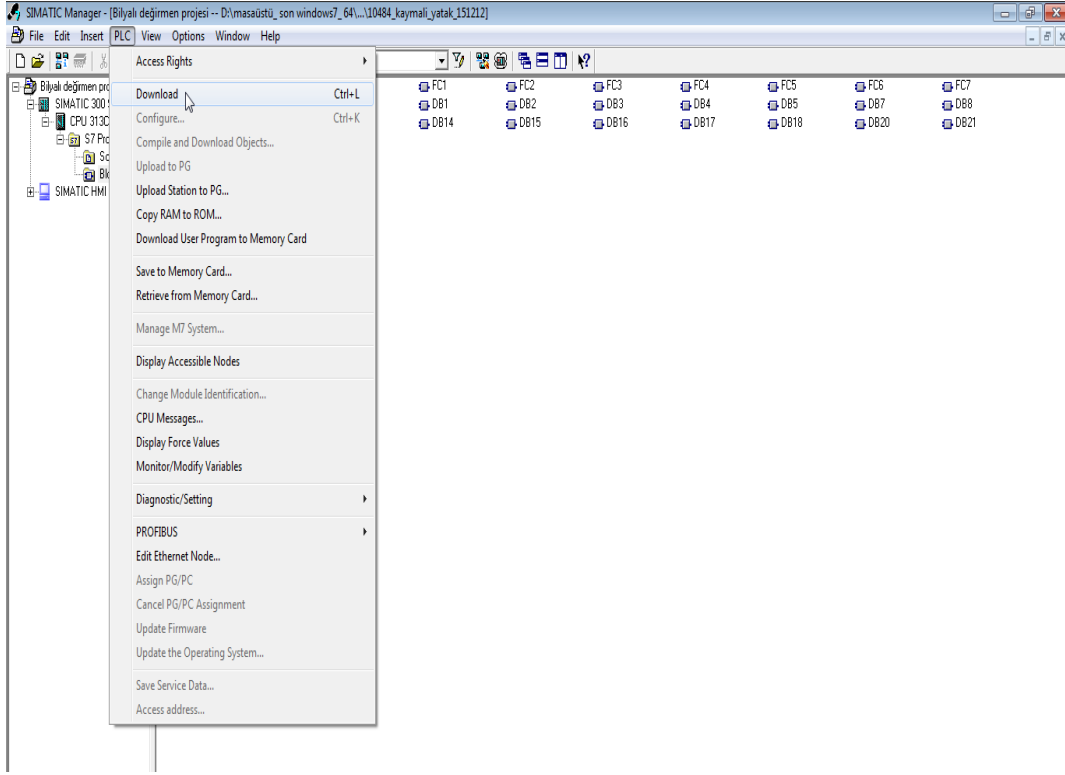 SIMATIC Manager - [Bilyalı değirmen projesi -- D:\masaüstü_ son windows7_ 64\...\10484_kaymali_yatak_151212]
File Edit Insert PLC View Options Window Help
Access Rights
Download Ctrl+L
Configure... Ctrl+K
Compile and Download Objects...
Upload to PG
Upload Station to PG...
Copy RAM to ROM...
Download User Program to Memory Card
Save to Memory Card...
Retrieve from Memory Card...
Manage M7 System...
Display Accessible Nodes
Change Module Identification...
CPU Messages...
Display Force Values
Monitor/Modify Variables
Diagnostic/Setting
PROFIBUS
Edit Ethernet Node...
Assign PG/PC
Cancel PG/PC Assignment
Update Firmware
Update the Operating System...
Save Service Data...
Access address...
Bilyalı değirmen pro
SIMATIC 300
CPU 313C
S7 Pro
So
Blo
SIMATIC HMI
FC1 FC2 FC3 FC4 FC5 FC6 FC7
DB1 DB2 DB3 DB4 DB5 DB7 DB8
DB14 DB15 DB16 DB17 DB18 DB20 DB21